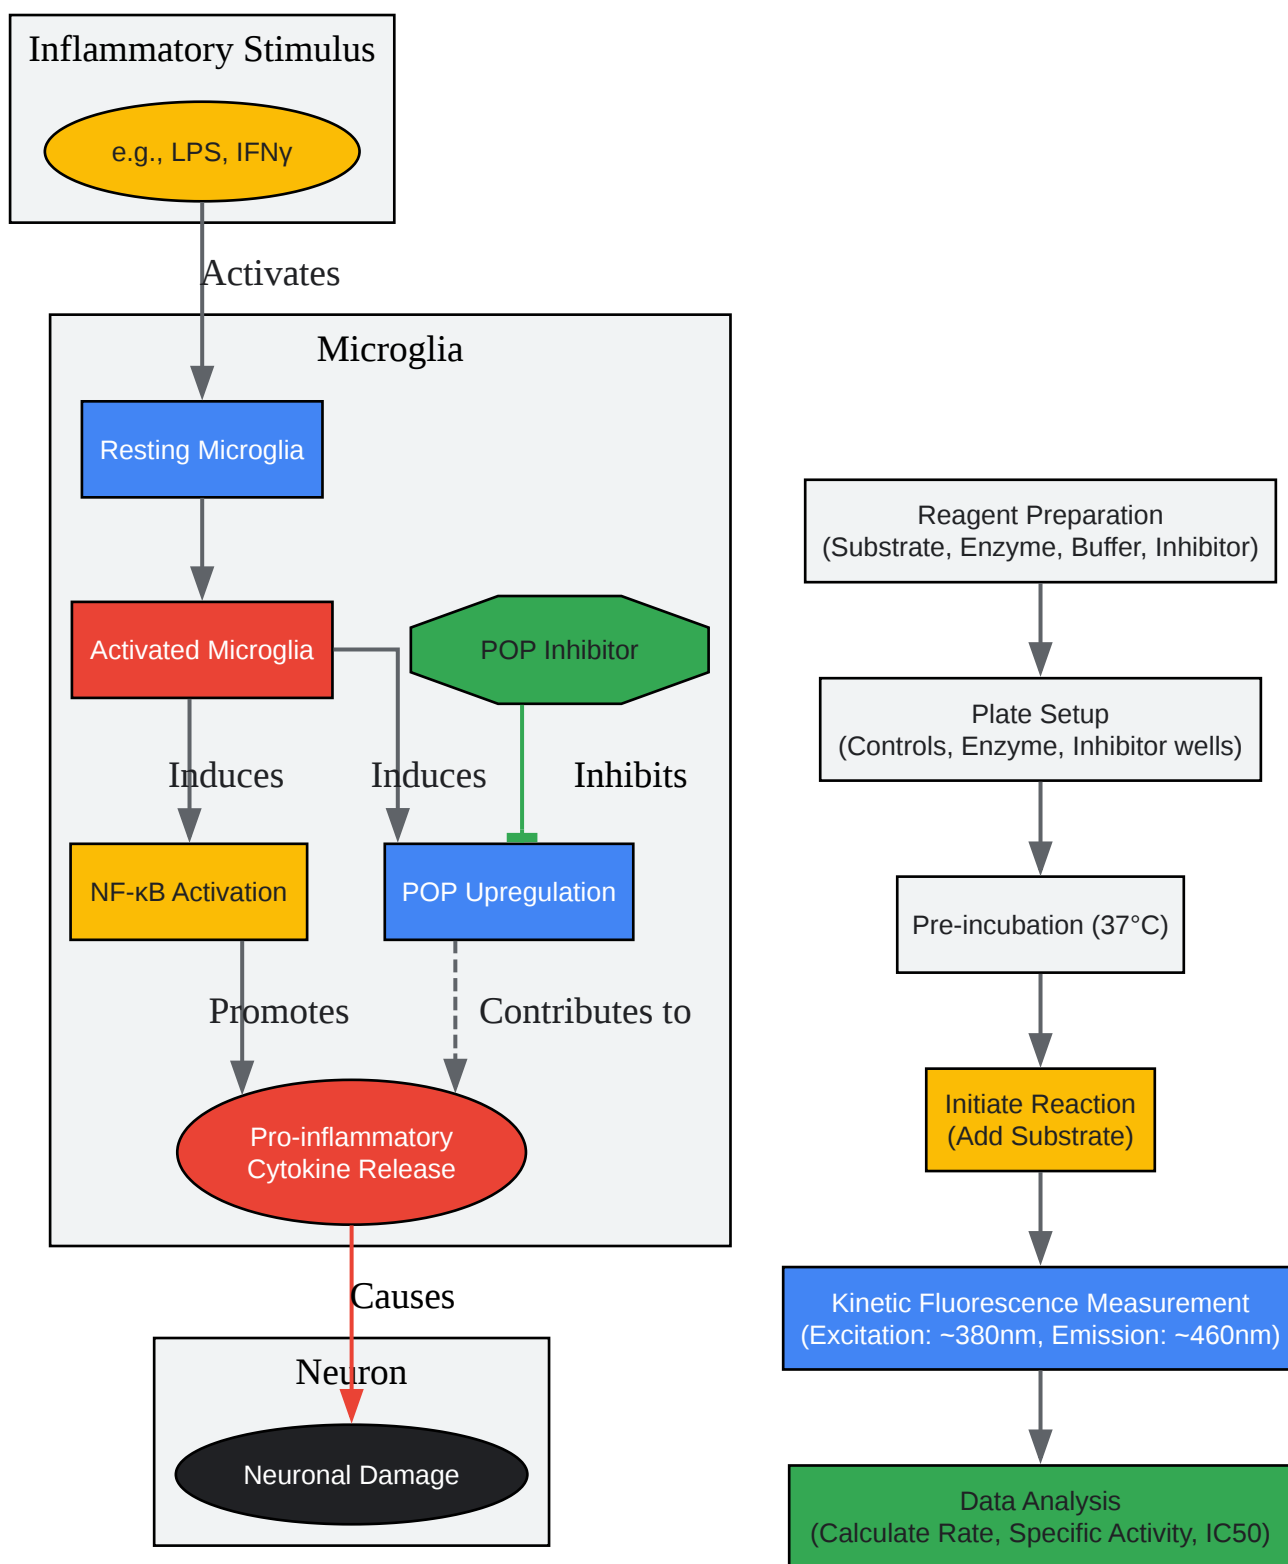 Inflammatory Stimulus
e.g., LPS, IFNγ
Activates
Microglia
Resting Microglia
Activated Microglia
POP Inhibitor
Induces
Induces
Inhibits
NF-κB Activation
POP Upregulation
Promotes
Contributes to
Pro-inflammatory
Cytokine Release
Causes
Neuron
Neuronal Damage
Reagent Preparation
(Substrate, Enzyme, Buffer, Inhibitor)
Plate Setup
(Controls, Enzyme, Inhibitor wells)
Pre-incubation (37°C)
Initiate Reaction
(Add Substrate)
Kinetic Fluorescence Measurement
(Excitation: ~380nm, Emission: ~460nm)
Data Analysis
(Calculate Rate, Specific Activity, IC50)